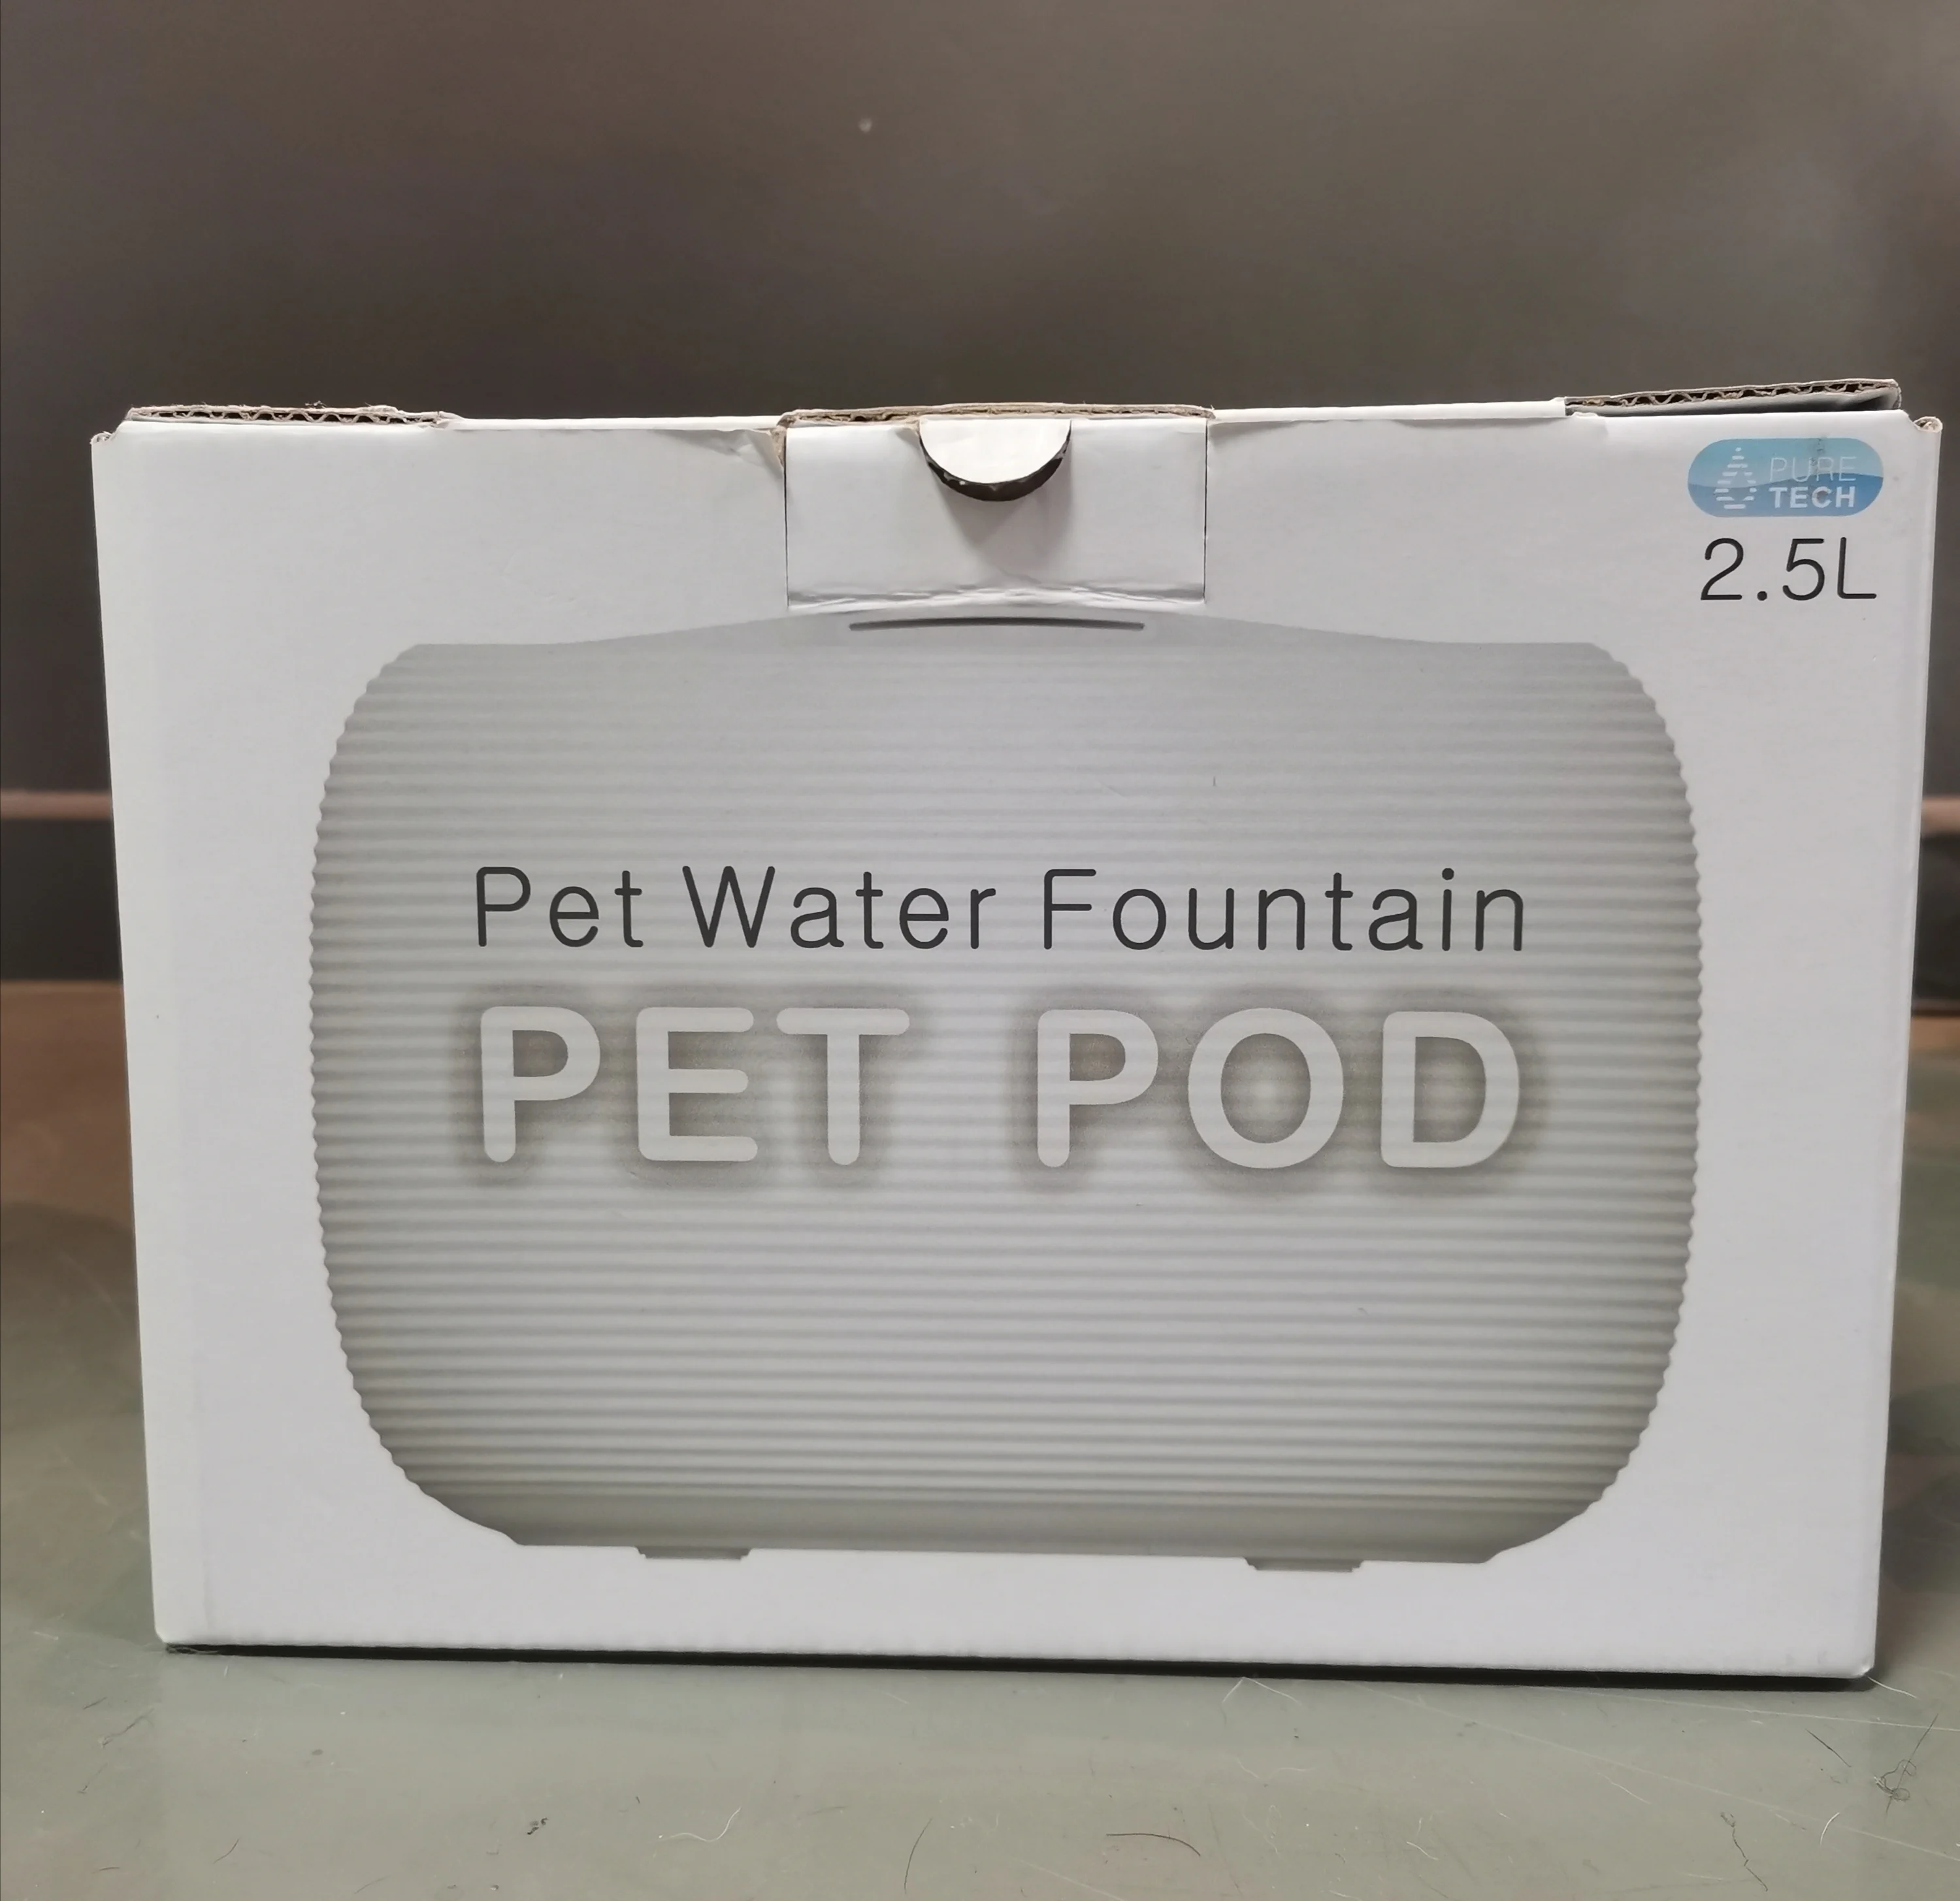 PURE
TECH
2.5L
Pet Water Fountain
PET POD